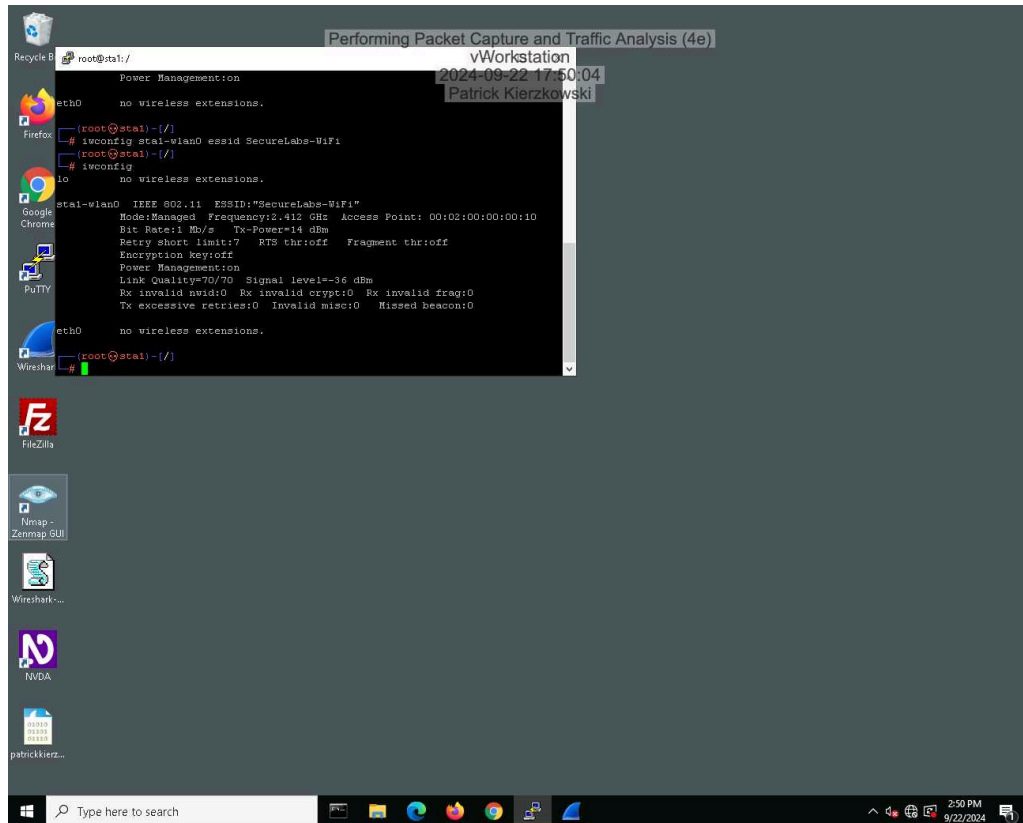 Performing Packet Capture and Traffic Analysis (4e)
vWorkstation
2024-09-22 17:50:04
Patrick Kierzkowski
Recycle B
Firefox
Google
Chrome
PuTTY
Wireshar
FileZilla
Nmap -
Zenmap GUI
Wireshark-...
NVDA
01010
01101
01110
patrickkierz...
root@sta1: /
Power Management:on
eth0 no wireless extensions.
(root@sta1)-[/]
# iwconfig sta1-wlan0 essid SecureLabs-WiFi
(root@sta1)-[/]
# iwconfig
lo no wireless extensions.
sta1-wlan0 IEEE 802.11 ESSID:"SecureLabs-WiFi"
Mode:Managed Frequency:2.412 GHz Access Point: 00:02:00:00:00:10
Bit Rate:1 Mb/s Tx-Power=14 dBm
Retry short limit:7 RTS thr:off Fragment thr:off
Encryption key:off
Power Management:on
Link Quality=70/70 Signal level=-36 dBm
Rx invalid nwid:0 Rx invalid crypt:0 Rx invalid frag:0
Tx excessive retries:0 Invalid misc:0 Missed beacon:0
eth0 no wireless extensions.
(root@sta1)-[/]
#
Type here to search
2:50 PM
9/22/2024